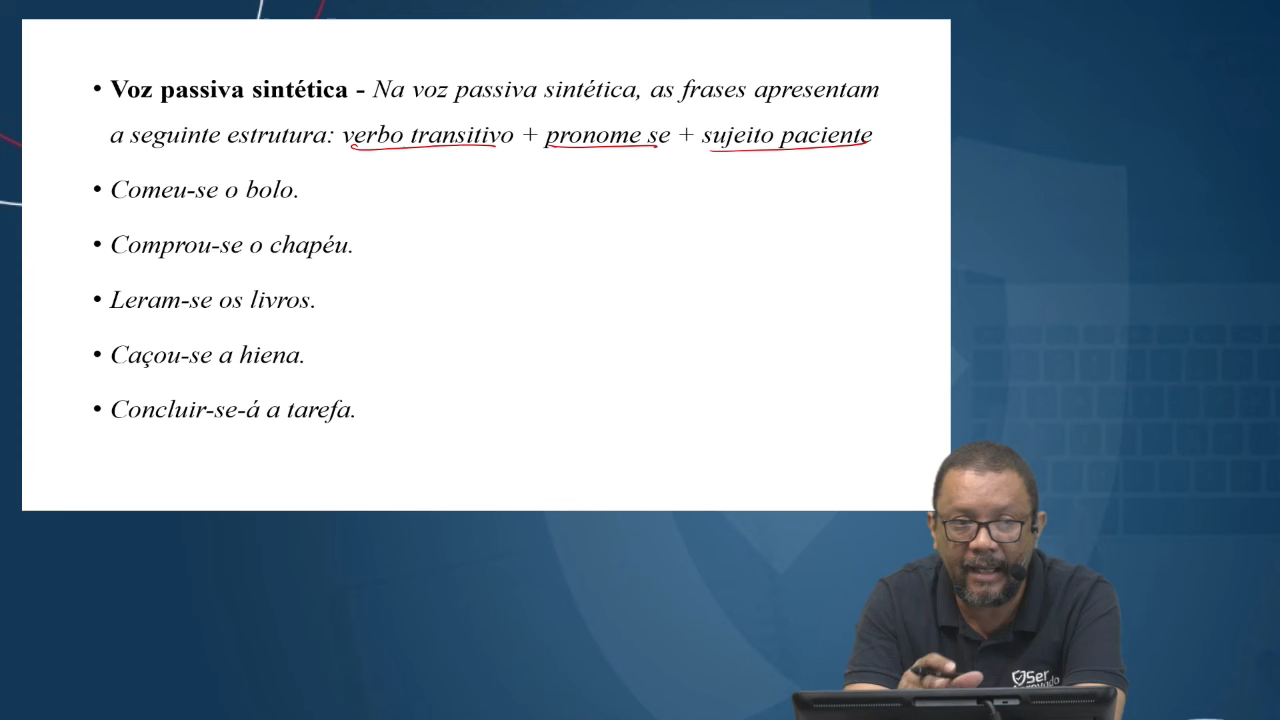 • Voz passiva sintética - Na voz passiva sintética, as frases apresentam
a seguinte estrutura: verbo transitivo + pronome se + sujeito paciente
• Comeu-se o bolo.
• Comprou-se o chapéu.
• Leram-se os livros.
• Caçou-se a hiena.
• Concluir-se-á a tarefa.
Ser